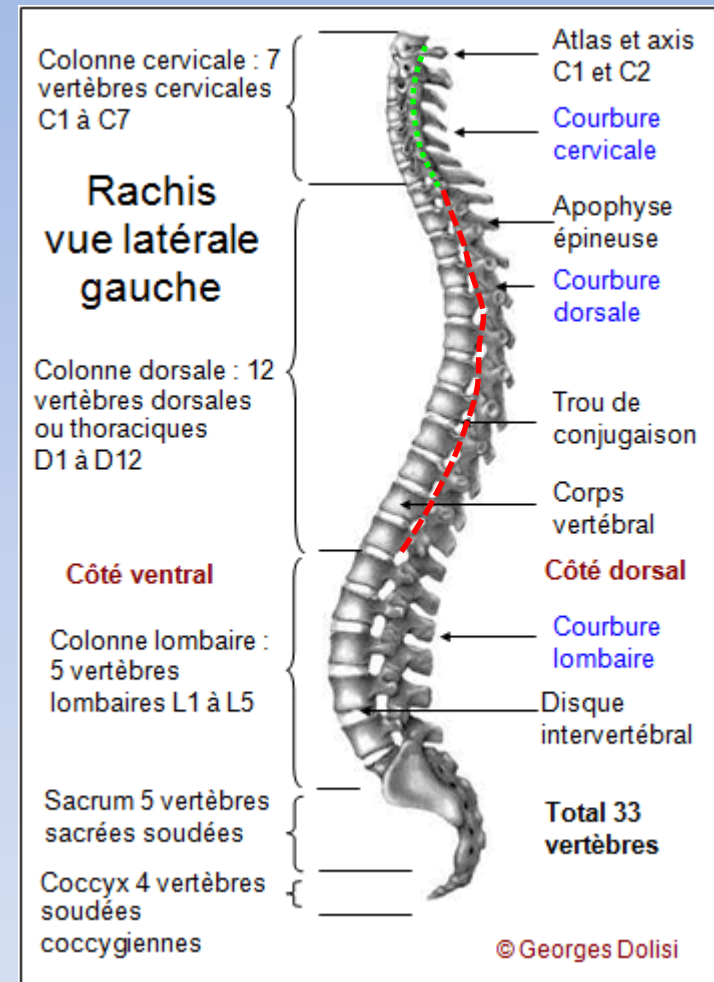 Colonne cervicale : 7
vertèbres cervicales
C1 à C7
Rachis
vue latérale
gauche
Colonne dorsale : 12
vertèbres dorsales
ou thoraciques
D1 à D12
Côté ventral
Colonne lombaire :
5 vertèbres
lombaires L1 à L5
Sacrum 5 vertèbres
sacrées soudées
Coccyx 4 vertèbres
soudées
coccygiennes
Atlas et axis
C1 et C2
Courbure
cervicale
Apophyse
épineuse
Courbure
dorsale
Trou de
conjugaison
Corps
vertébral
Côté dorsal
Courbure
lombaire
Disque
intervertébral
Total 33
vertèbres
© Georges Dolisi